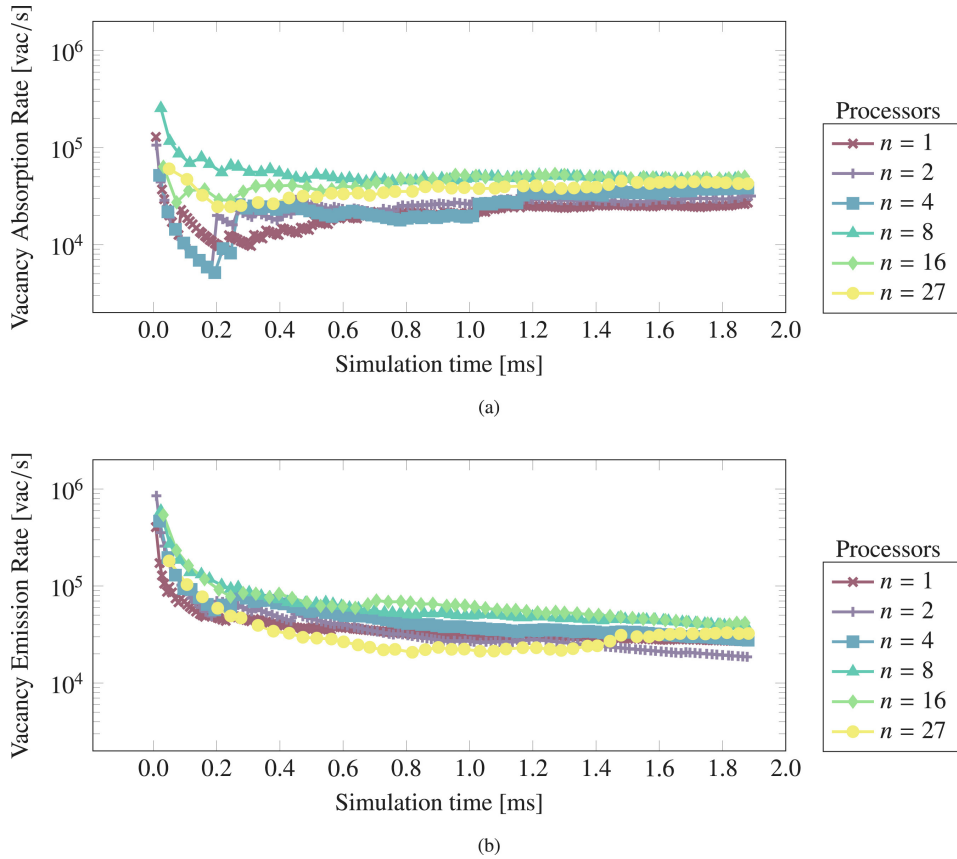 Vacancy Absorption Rate [vac/s]
10^6
10^5
10^4
0.0 0.2 0.4 0.6 0.8 1.0 1.2 1.4 1.6 1.8 2.0
Simulation time [ms]
Processors
n = 1
n = 2
n = 4
n = 8
n = 16
n = 27
(a)
Vacancy Emission Rate [vac/s]
10^6
10^5
10^4
0.0 0.2 0.4 0.6 0.8 1.0 1.2 1.4 1.6 1.8 2.0
Simulation time [ms]
Processors
n = 1
n = 2
n = 4
n = 8
n = 16
n = 27
(b)